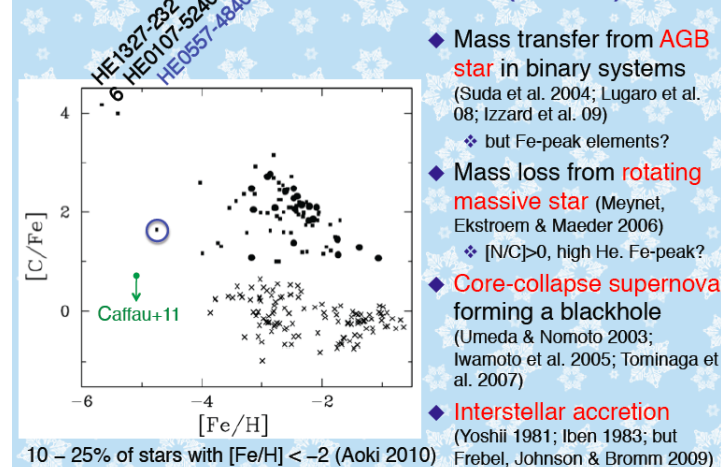 HE1327-232
6
HE0107-5240
HE0557-4840
4
2
0
[C/Fe]
Caffau+11
−6
−4
−2
[Fe/H]
10 – 25% of stars with [Fe/H] < −2 (Aoki 2010)
Mass transfer from AGB
star in binary systems
(Suda et al. 2004; Lugaro et al.
08; Izzard et al. 09)
but Fe-peak elements?
Mass loss from rotating
massive star (Meynet,
Ekstroem & Maeder 2006)
[N/C]>0, high He. Fe-peak?
Core-collapse supernova
forming a blackhole
(Umeda & Nomoto 2003;
Iwamoto et al. 2005; Tominaga et
al. 2007)
Interstellar accretion
(Yoshii 1981; Iben 1983; but
Frebel, Johnson & Bromm 2009)